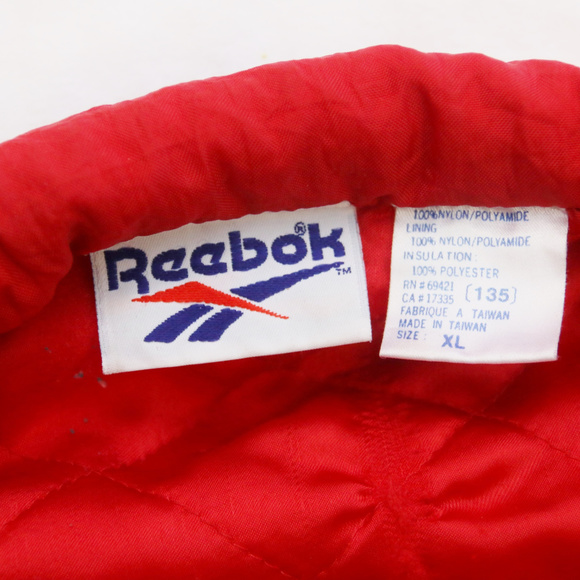 Reebok®
™
100% NYLON/POLYAMIDE
LINING
100% NYLON/POLYAMIDE
INSULATION:
100% POLYESTER
RN # 69421
CA # 17335 [135]
FABRIQUE A TAIWAN
MADE IN TAIWAN
SIZE: XL